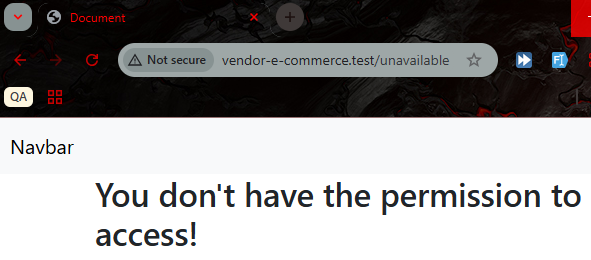 Document
Not secure
vendor-e-commerce.test/unavailable
QA
Navbar
You don't have the permission to
access!